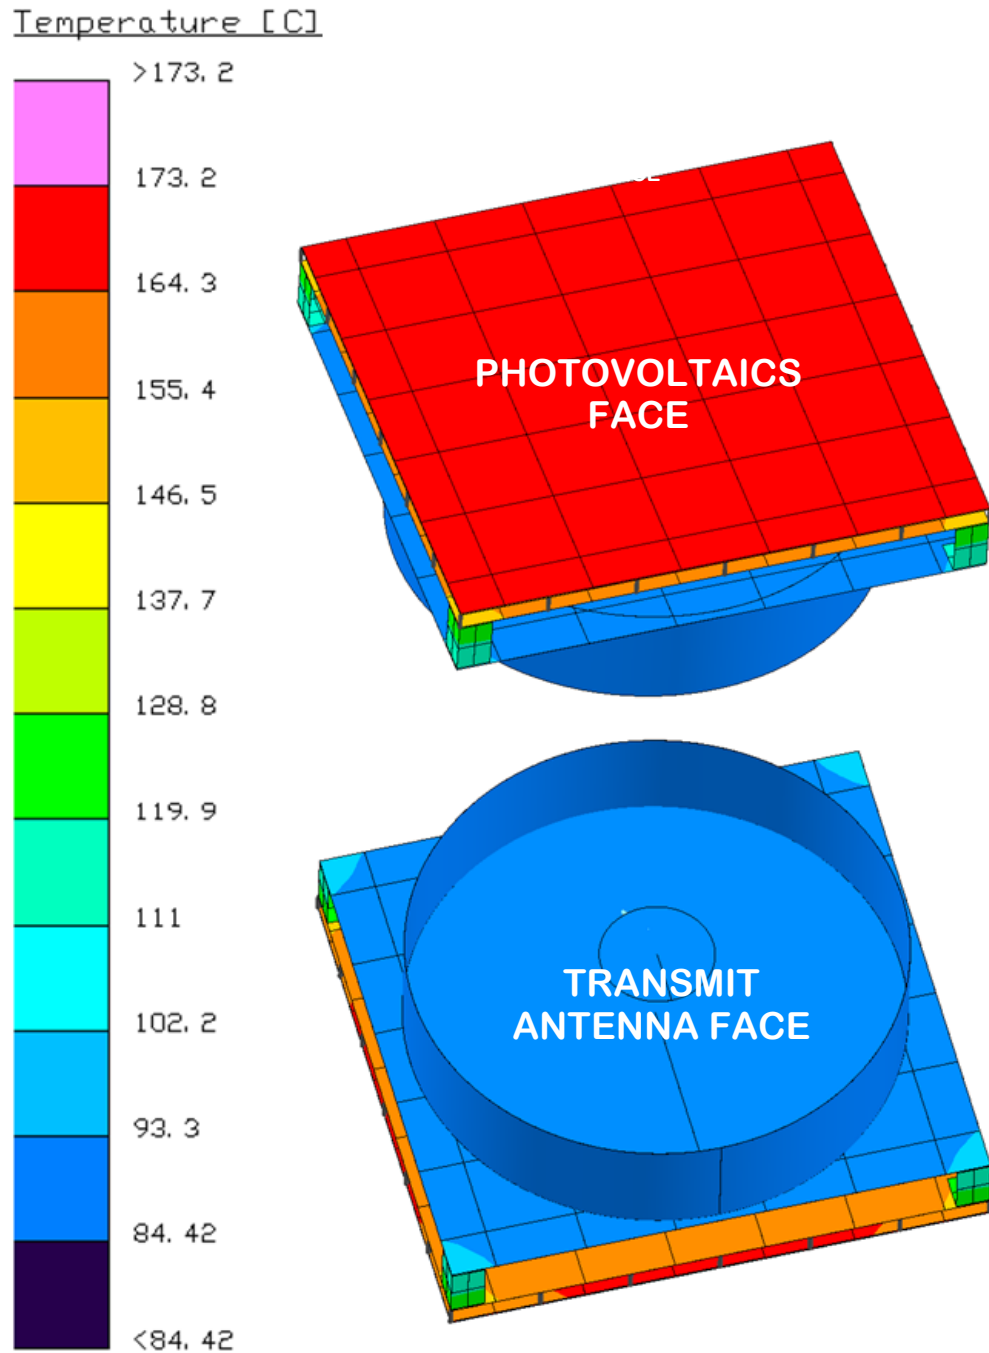 Temperature [C]
>173.2
173.2
164.3
155.4
146.5
137.7
128.8
119.9
111
102.2
93.3
84.42
<84.42
PHOTOVOLTAICS
FACE
TRANSMIT
ANTENNA FACE